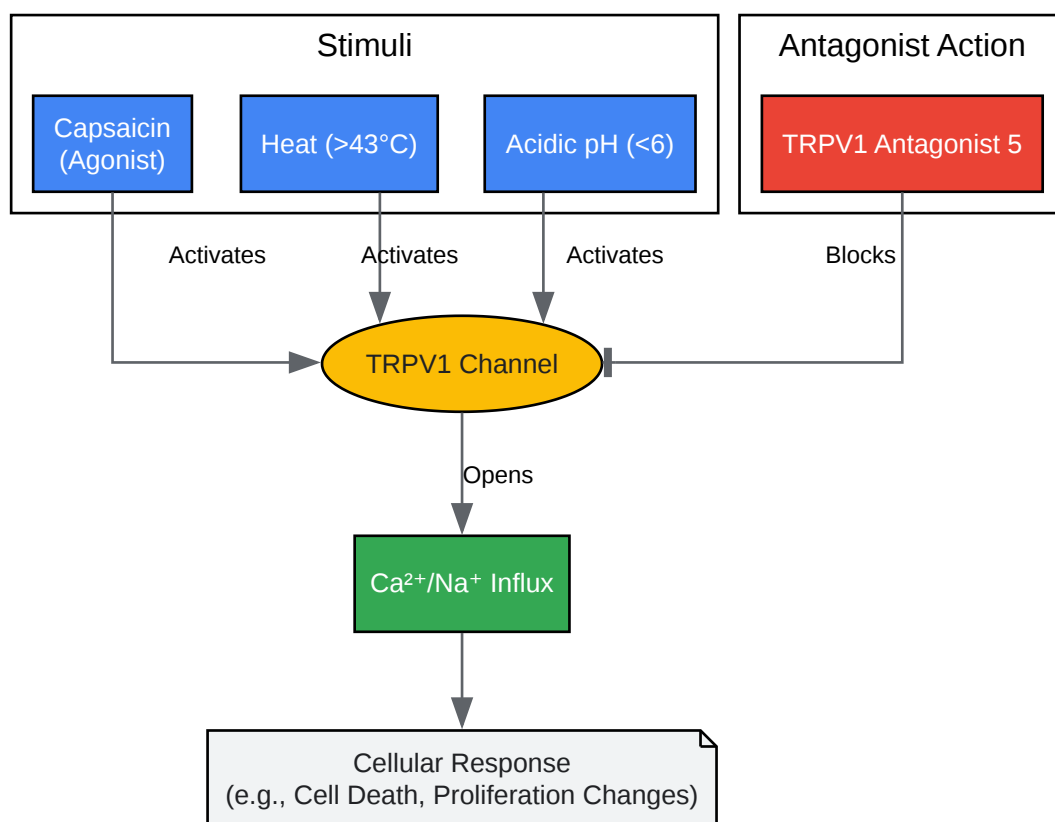 Stimuli
Antagonist Action
Capsaicin
(Agonist)
Heat (>43°C)
Acidic pH (<6)
TRPV1 Antagonist 5
Activates
Activates
Activates
Blocks
TRPV1 Channel
Opens
Ca²⁺/Na⁺ Influx
Cellular Response
(e.g., Cell Death, Proliferation Changes)